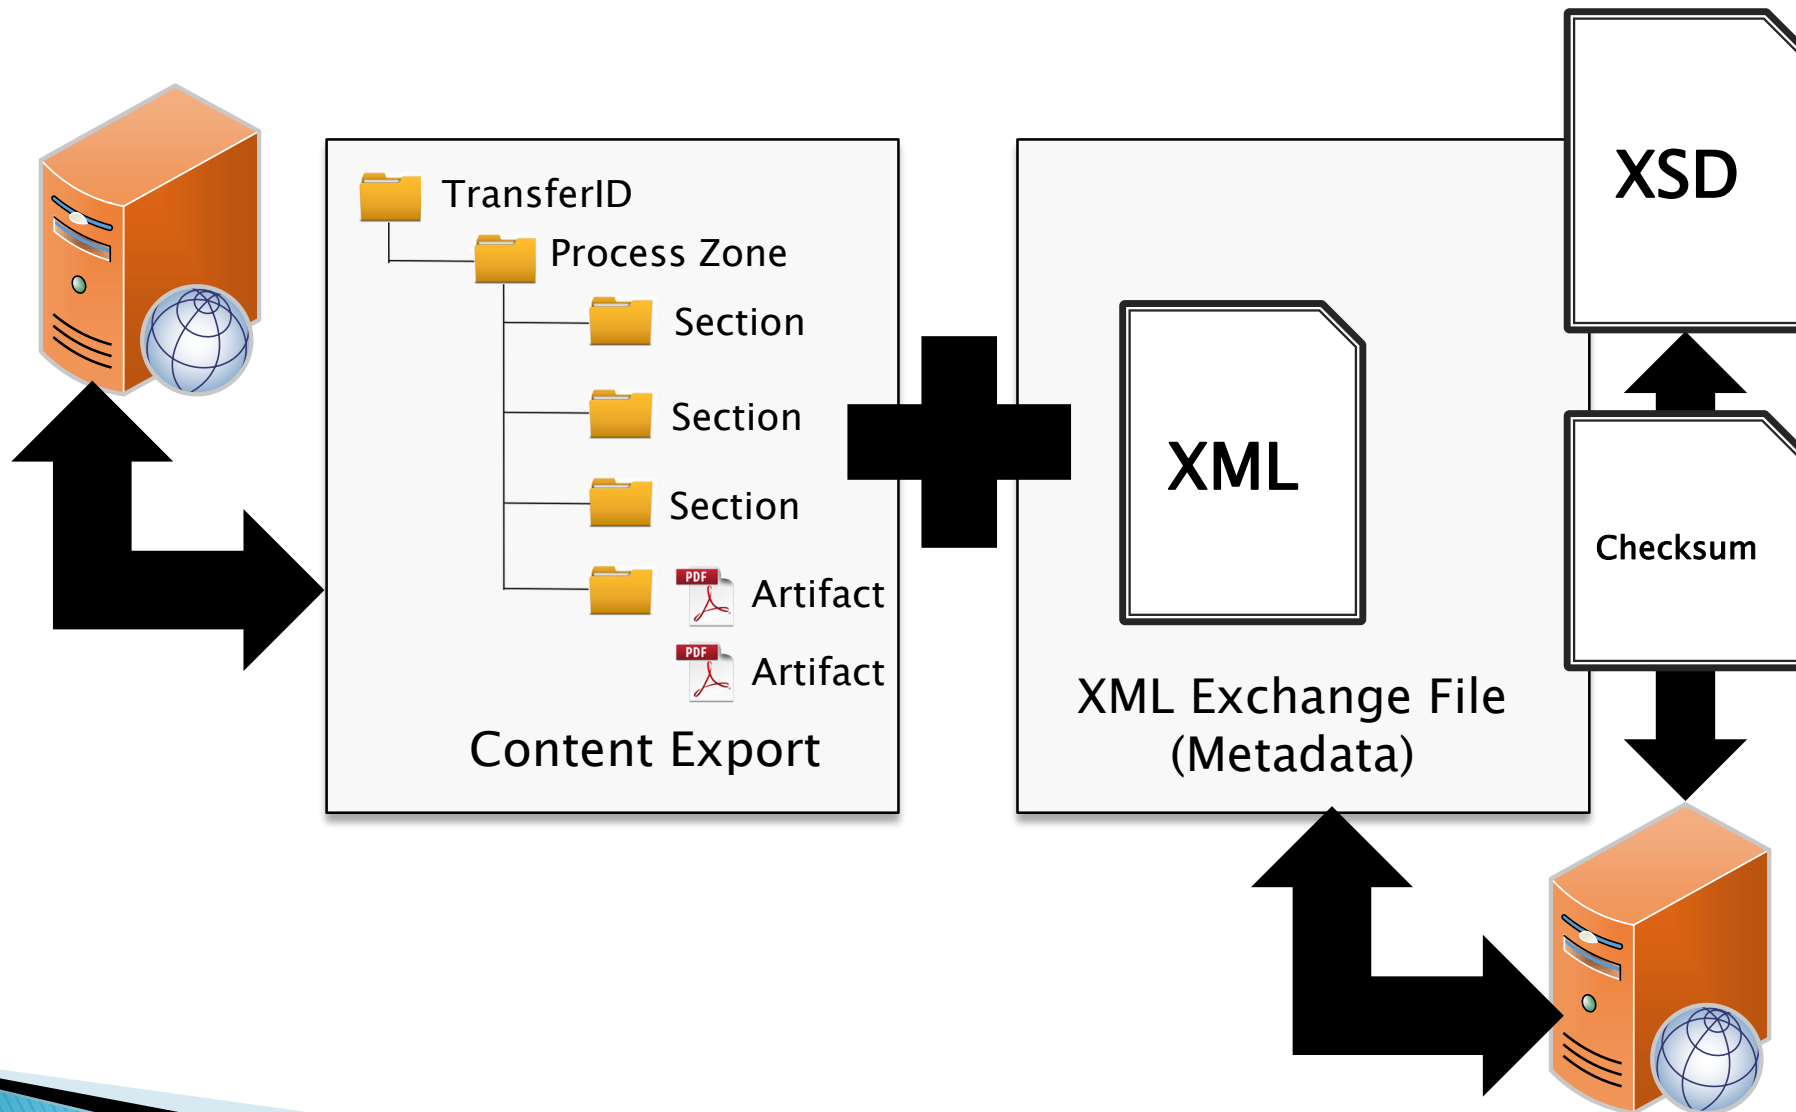 TransferID
Process Zone
Section
Section
Section
PDF
Artifact
PDF
Artifact
Content Export
XML
XML Exchange File
(Metadata)
XSD
Checksum